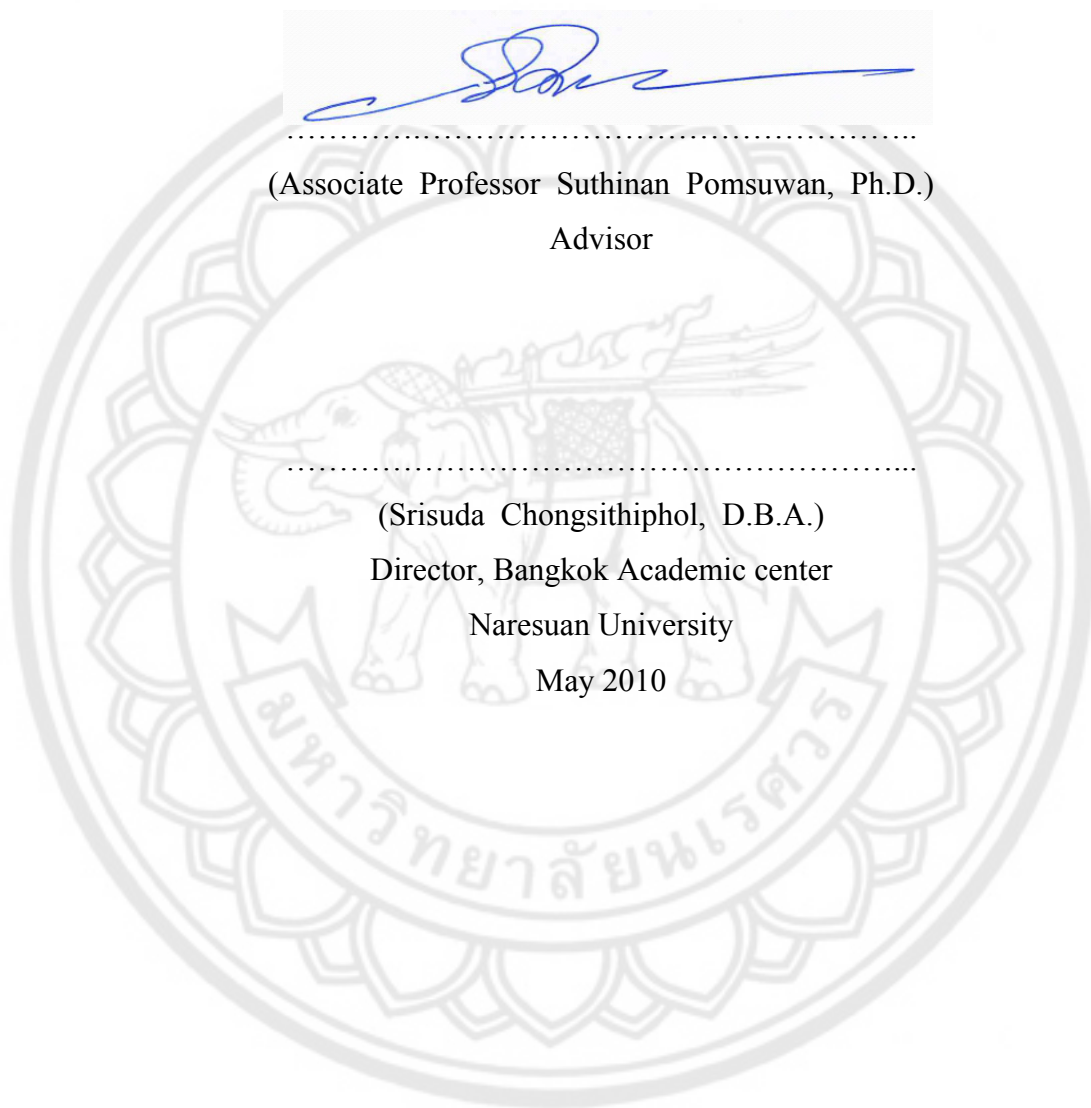 (Associate Professor Suthinan Pomsuwan, Ph.D.)
Advisor
(Srisuda Chongsithiphol, D.B.A.)
Director, Bangkok Academic center
Naresuan University
May 2010
มหาวิทยาลัยนเรศวร